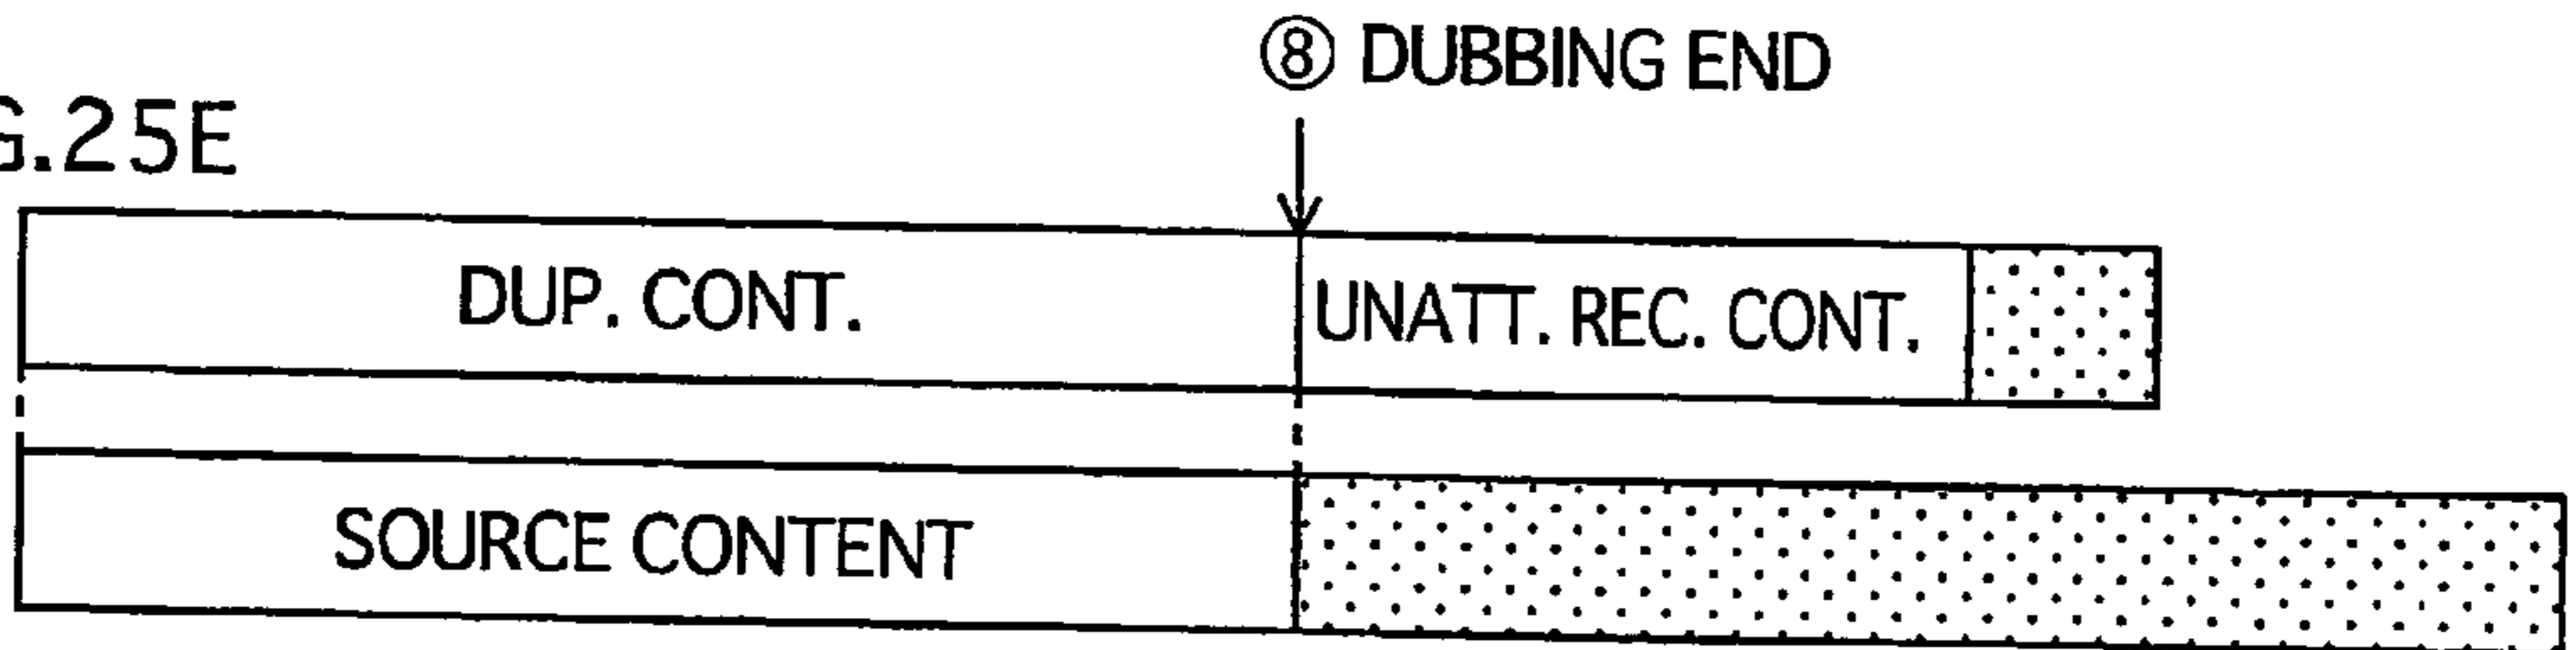 ⑧ DUBBING END
G.25E
DUP. CONT.
UNATT. REC. CONT.
SOURCE CONTENT